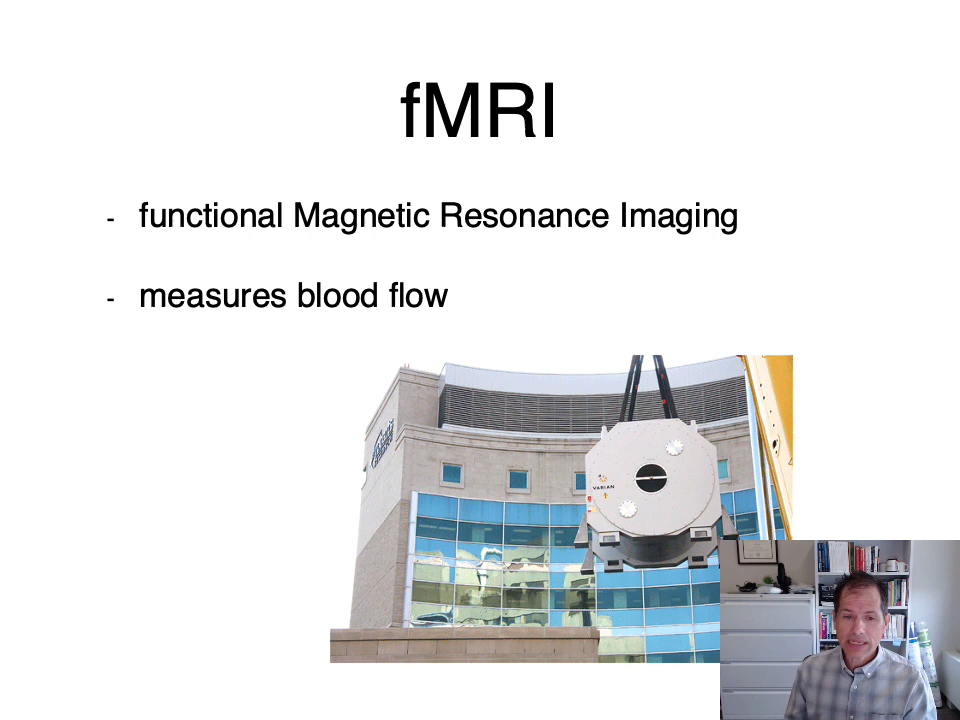 fMRI
- functional Magnetic Resonance Imaging
- measures blood flow
VARIAN